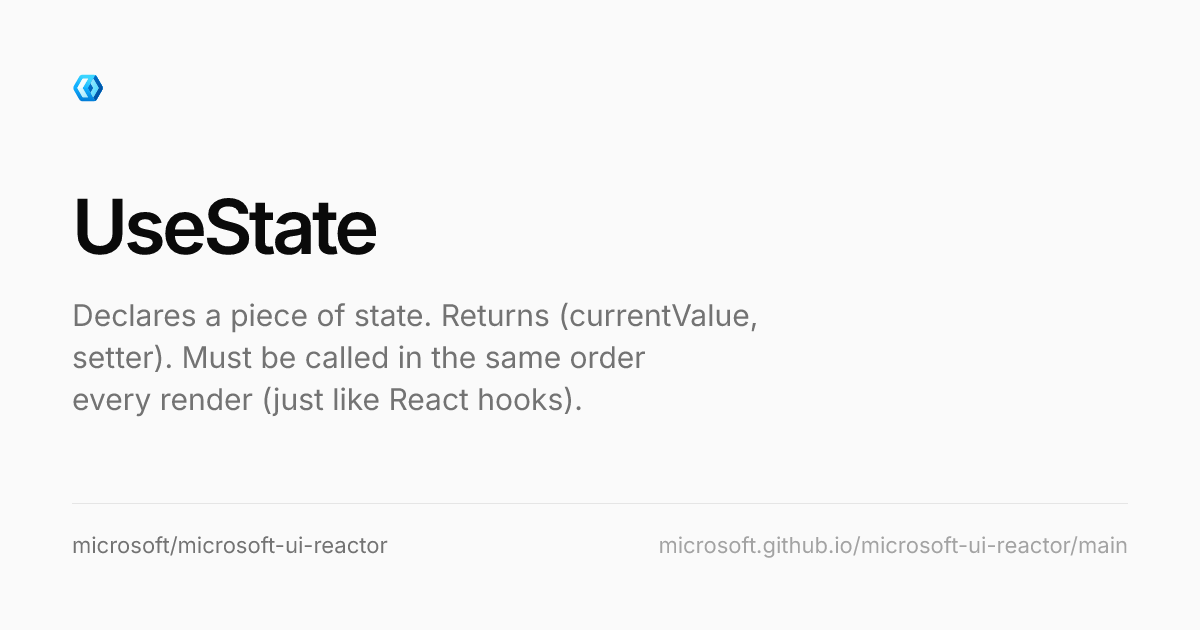 UseState
Declares a piece of state. Returns (currentValue,
setter). Must be called in the same order
every render (just like React hooks).
microsoft/microsoft-ui-reactor
microsoft.github.io/microsoft-ui-reactor/main